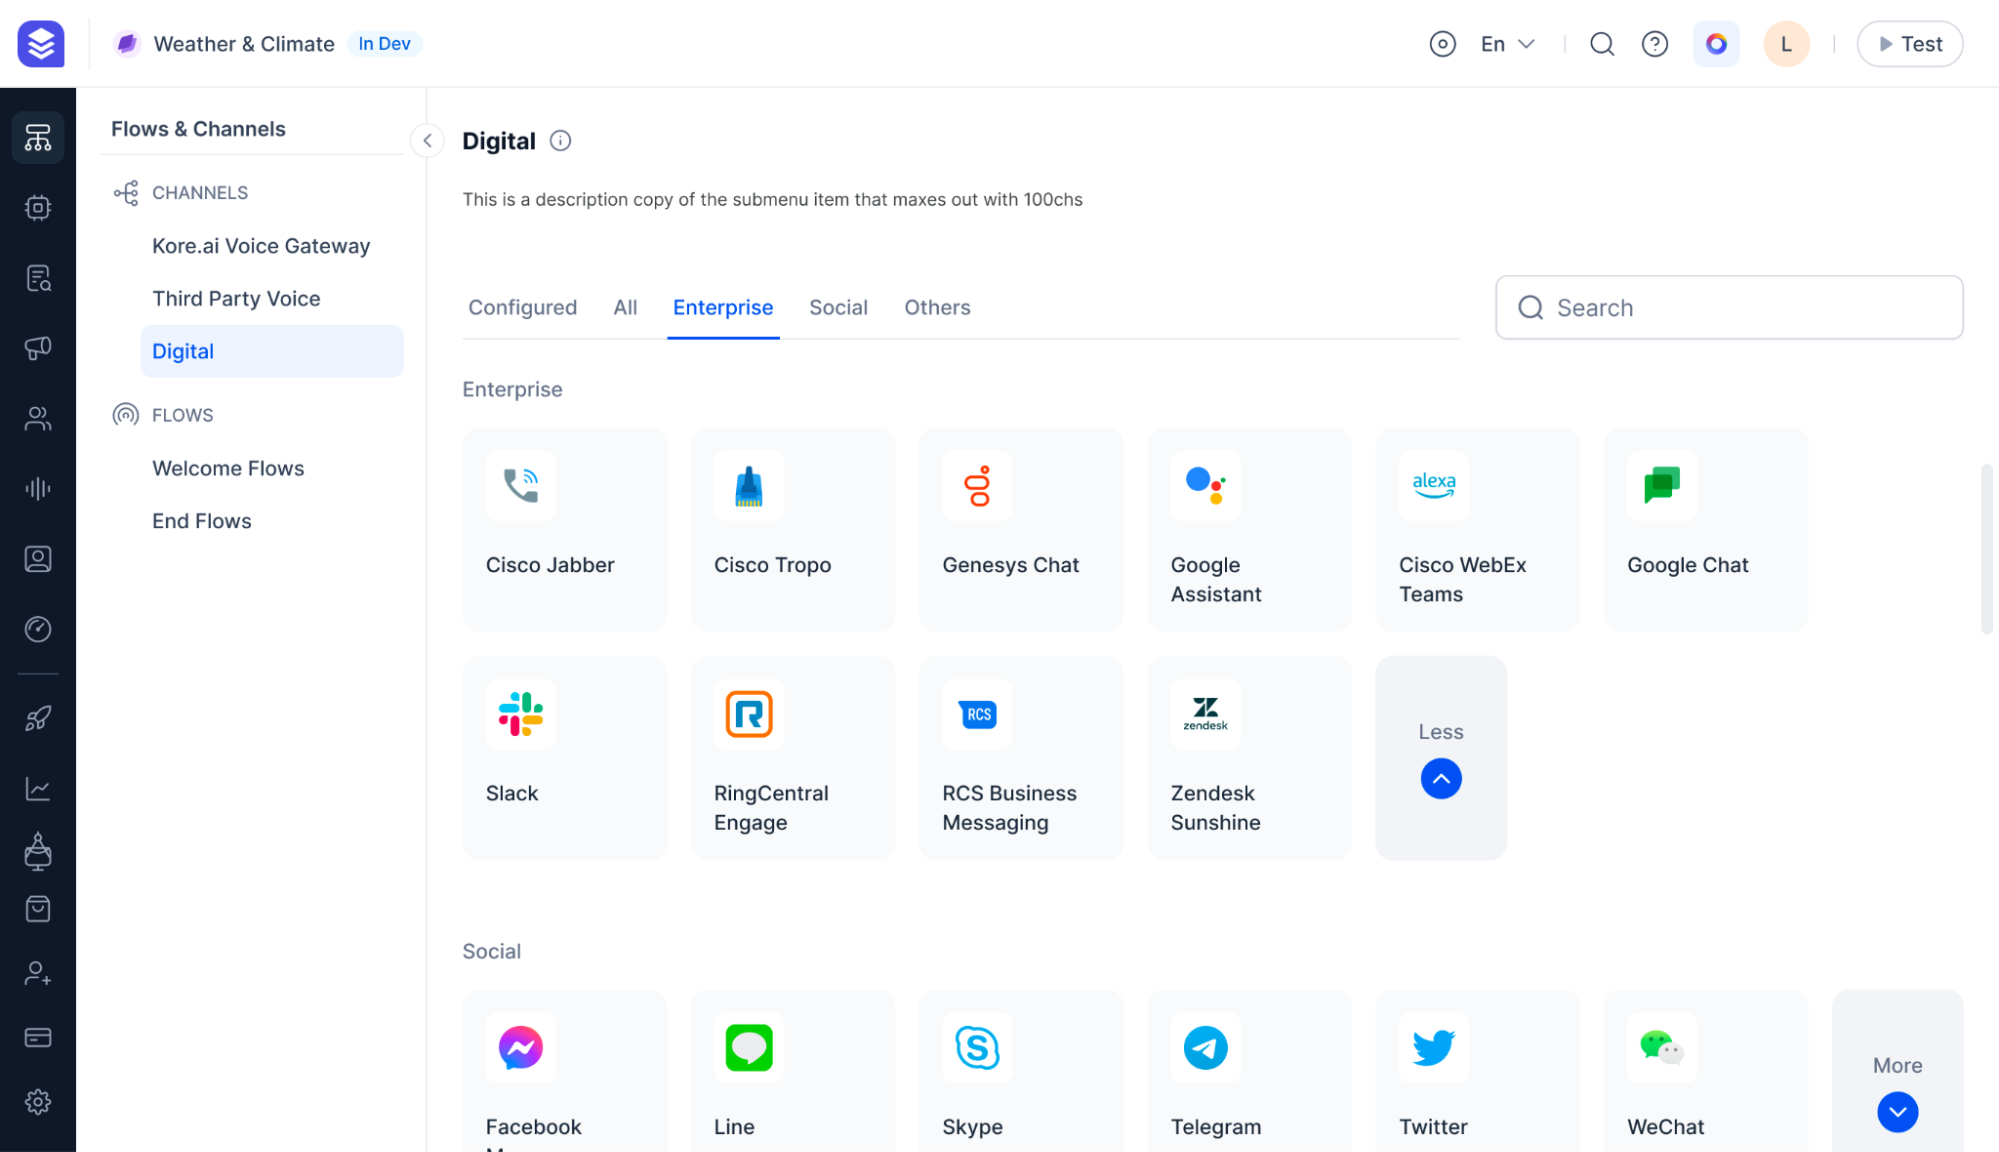 Weather & Climate In Dev
En
L
Test
Flows & Channels
CHANNELS
Kore.ai Voice Gateway
Third Party Voice
Digital
FLOWS
Welcome Flows
End Flows
Digital
This is a description copy of the submenu item that maxes out with 100chs
Configured All Enterprise Social Others
Search
Enterprise
alexa
Cisco Jabber
Cisco Tropo
Genesys Chat
Google
Assistant
Cisco WebEx
Teams
Google Chat
RCS
zendesk
Slack
RingCentral
Engage
RCS Business
Messaging
Zendesk
Sunshine
Less
Social
Facebook
Line
Skype
Telegram
Twitter
WeChat
More